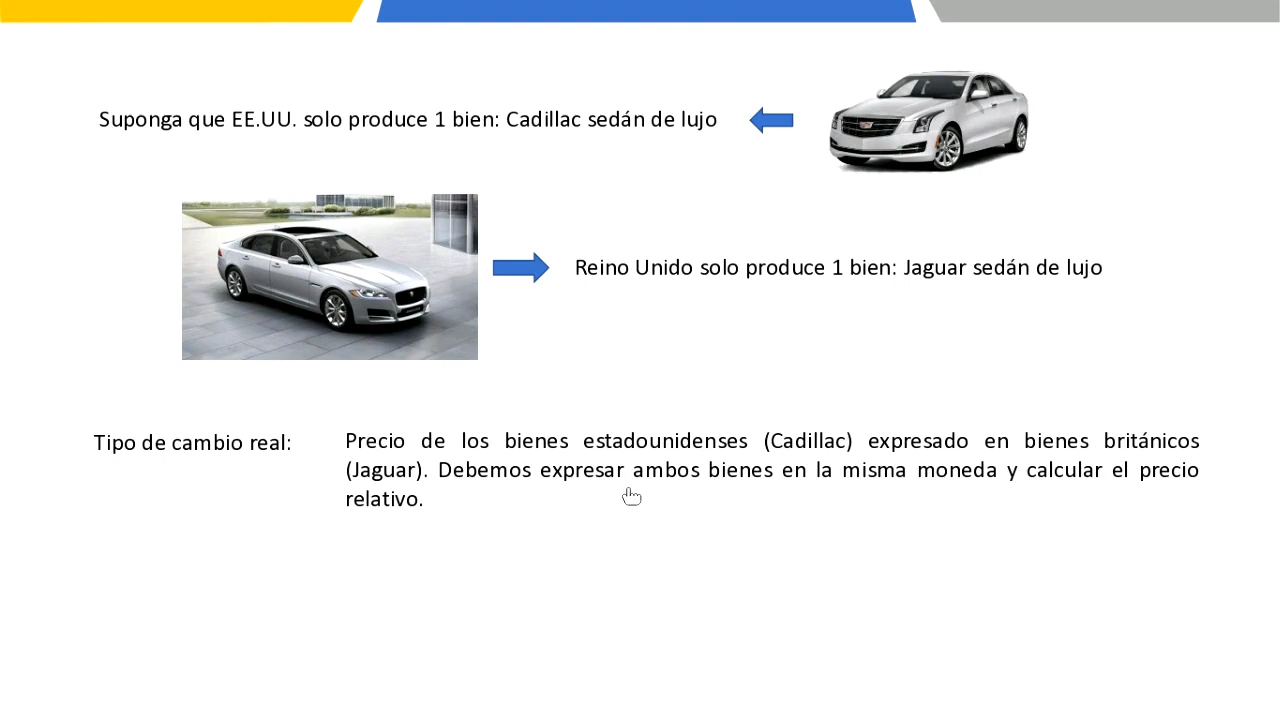 Suponga que EE.UU. solo produce 1 bien: Cadillac sedán de lujo
Reino Unido solo produce 1 bien: Jaguar sedán de lujo
Tipo de cambio real:
Precio de los bienes estadounidenses (Cadillac) expresado en bienes británicos
(Jaguar). Debemos expresar ambos bienes en la misma moneda y calcular el precio
relativo.